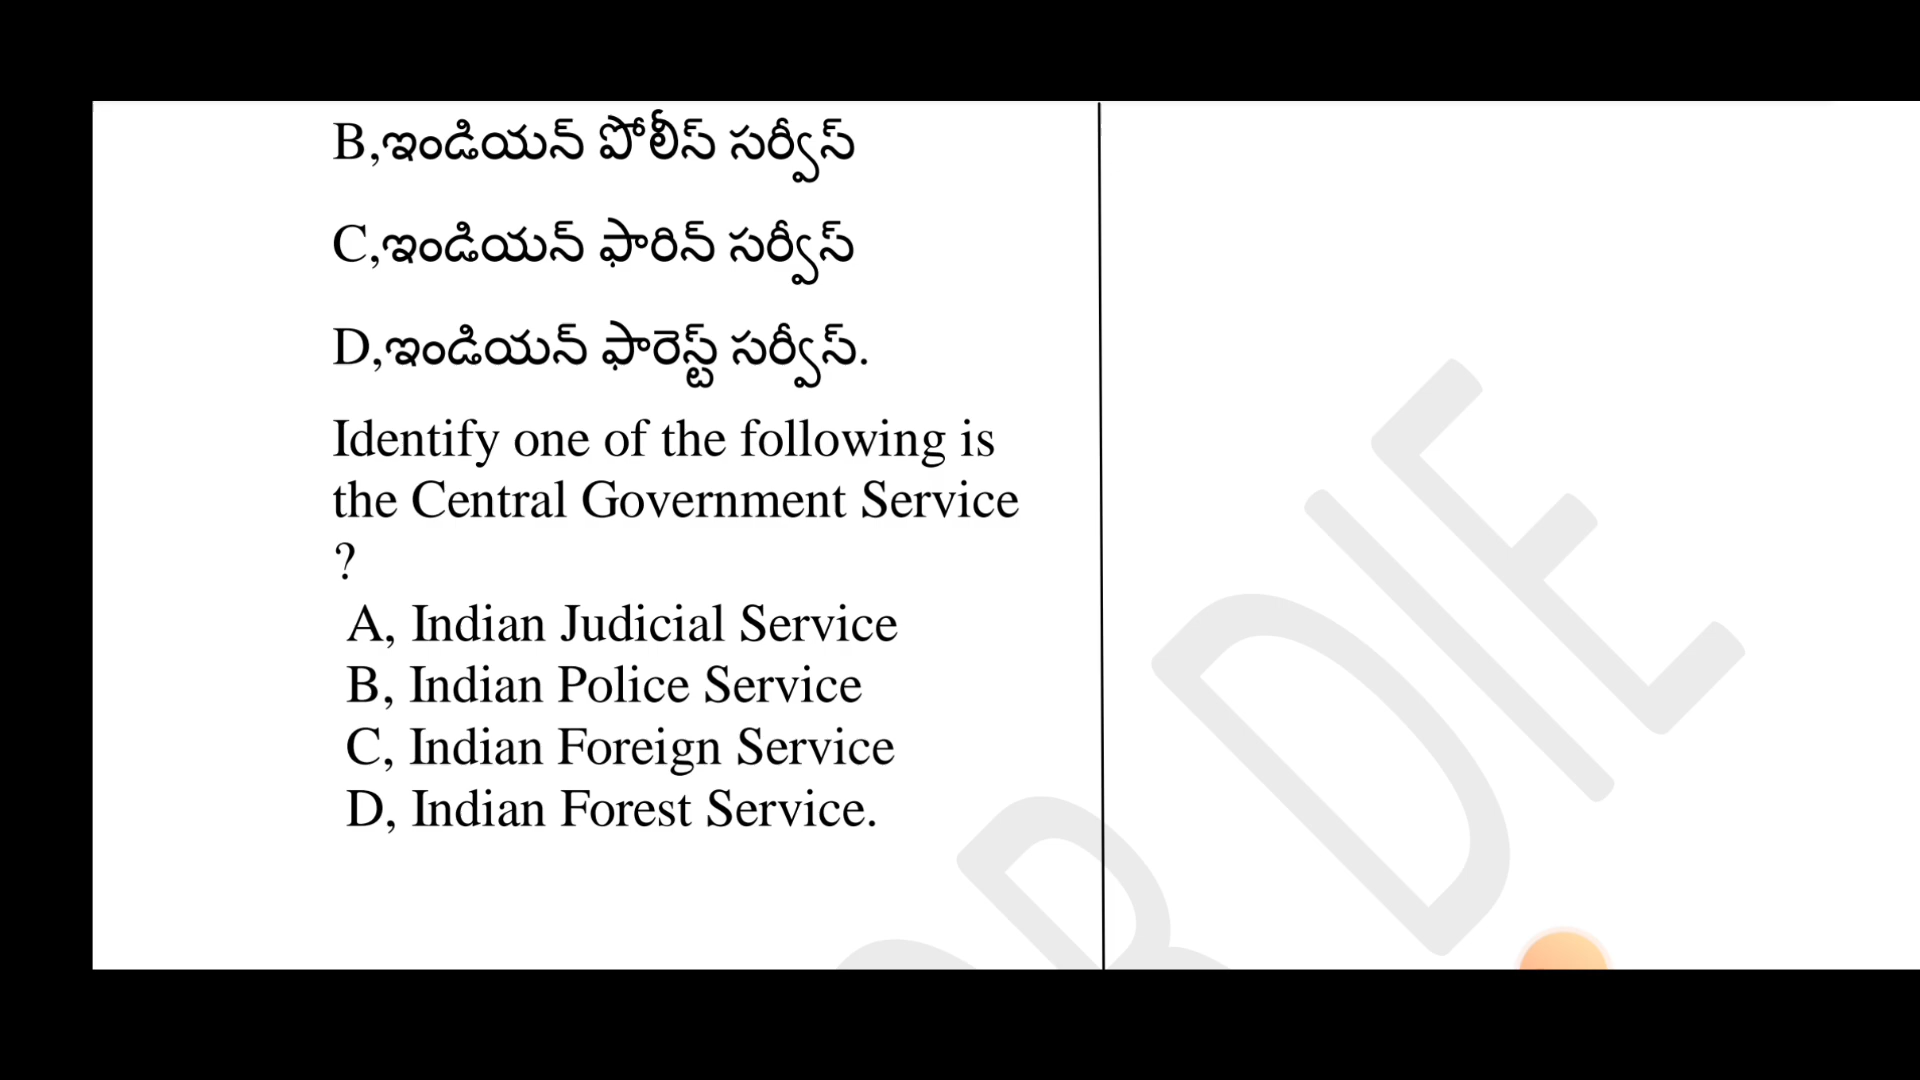 B,ఇండియన్ పోలీస్ సర్వీస్
C,ఇండియన్ ఫారిన్ సర్వీస్
D,ఇండియన్ ఫారెస్ట్ సర్వీస్.
Identify one of the following is
the Central Government Service
?
A, Indian Judicial Service
B, Indian Police Service
C, Indian Foreign Service
D, Indian Forest Service.
DIE